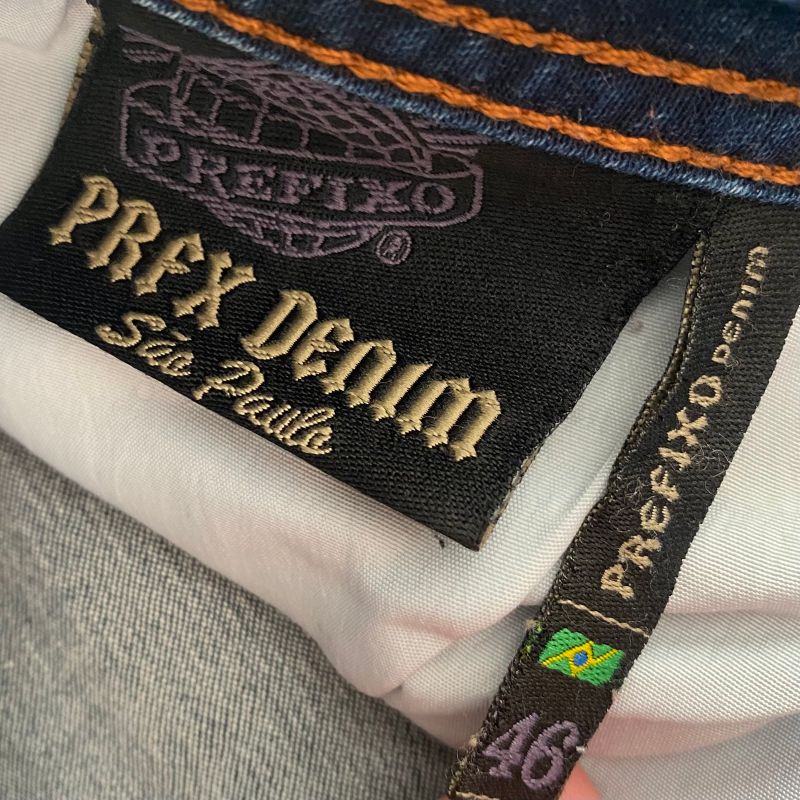 PREFIXO
®
PRFX DENIM
São Paulo
PREFIXO DENIM
46